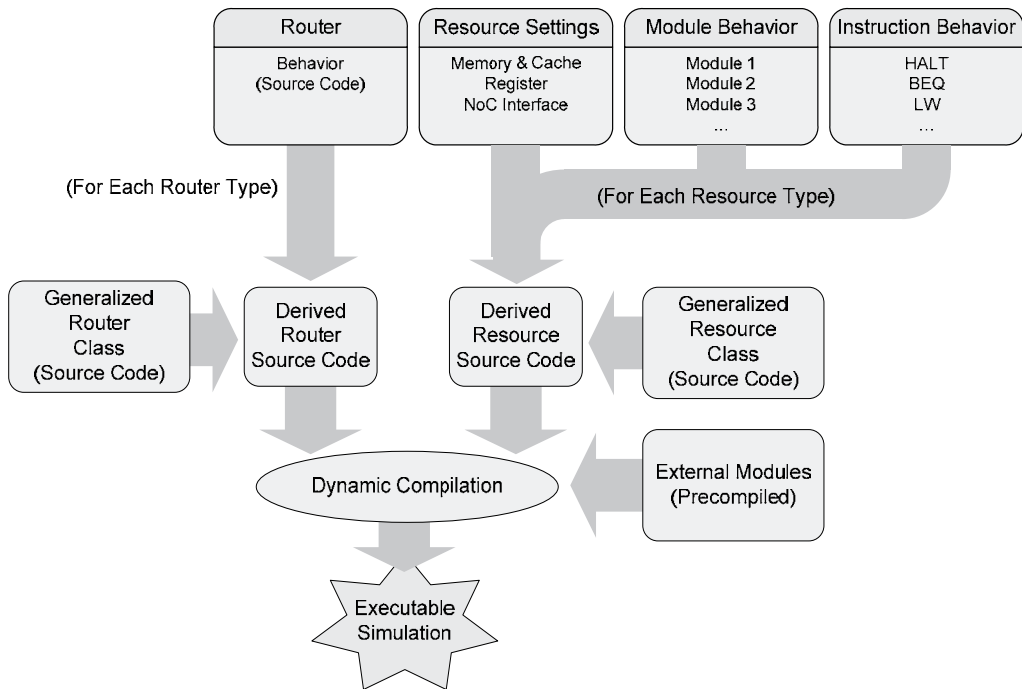 Router
Behavior
(Source Code)
Resource Settings
Memory & Cache
Register
NoC Interface
Module Behavior
Module 1
Module 2
Module 3
...
Instruction Behavior
HALT
BEQ
LW
...
(For Each Router Type)
(For Each Resource Type)
Generalized
Router
Class
(Source Code)
Derived
Router
Source Code
Derived
Resource
Source Code
Generalized
Resource
Class
(Source Code)
Dynamic Compilation
External Modules
(Precompiled)
Executable
Simulation